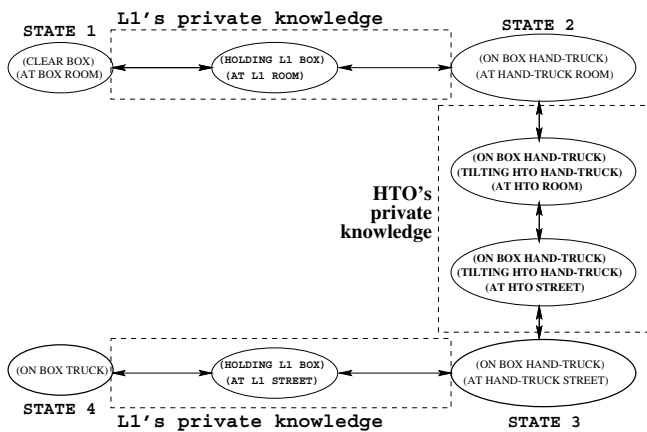 L1's private knowledge
STATE 1
STATE 2
(CLEAR BOX)
(AT BOX ROOM)
(HOLDING L1 BOX)
(AT L1 ROOM)
(ON BOX HAND-TRUCK)
(AT HAND-TRUCK ROOM)
(ON BOX HAND-TRUCK)
(TILTING HTO HAND-TRUCK)
(AT HTO ROOM)
HTO's
private
knowledge
(ON BOX HAND-TRUCK)
(TILTING HTO HAND-TRUCK)
(AT HTO STREET)
(ON BOX TRUCK)
(HOLDING L1 BOX)
(AT L1 STREET)
(ON BOX HAND-TRUCK)
(AT HAND-TRUCK STREET)
STATE 4
L1's private knowledge
STATE 3